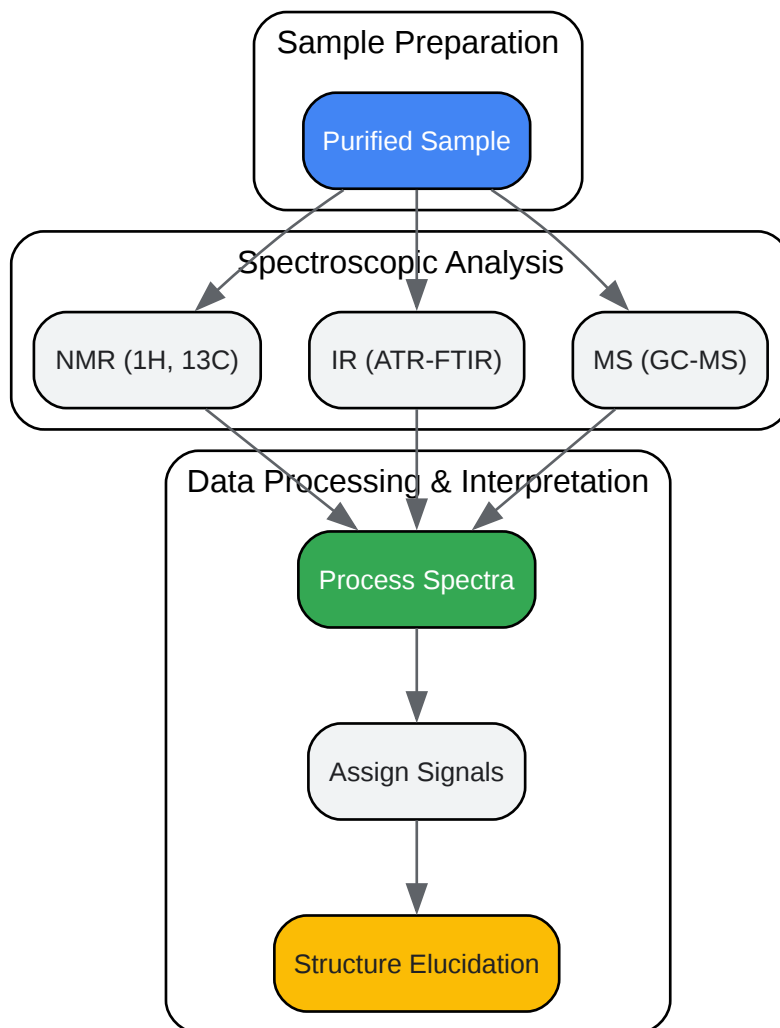 Sample Preparation
Purified Sample
Spectroscopic Analysis
NMR (1H, 13C)
IR (ATR-FTIR)
MS (GC-MS)
Data Processing & Interpretation
Process Spectra
Assign Signals
Structure Elucidation